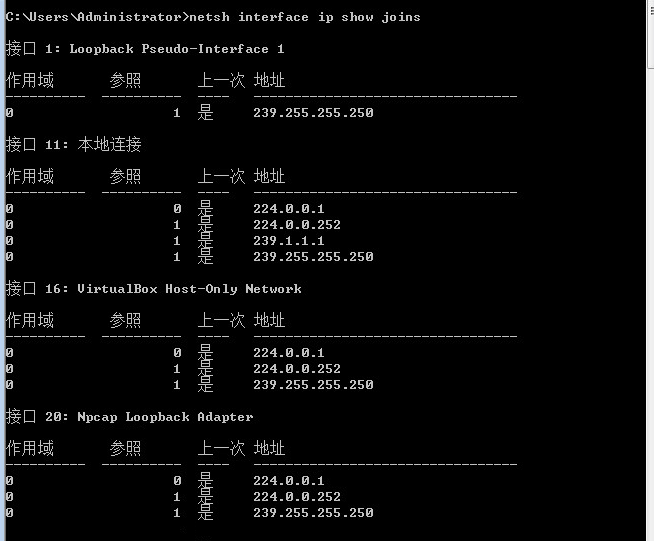 C:\Users\Administrator>netsh interface ip show joins
接口 1: Loopback Pseudo-Interface 1
作用域 参照 上一次 地址
---------- ---------- ---- ---------------------------------
0 1 是 239.255.255.250
接口 11: 本地连接
作用域 参照 上一次 地址
---------- ---------- ---- ---------------------------------
0 0 是 224.0.0.1
0 1 是 224.0.0.252
0 1 是 239.1.1.1
0 1 是 239.255.255.250
接口 16: VirtualBox Host-Only Network
作用域 参照 上一次 地址
---------- ---------- ---- ---------------------------------
0 0 是 224.0.0.1
0 1 是 224.0.0.252
0 1 是 239.255.255.250
接口 20: Npcap Loopback Adapter
作用域 参照 上一次 地址
---------- ---------- ---- ---------------------------------
0 0 是 224.0.0.1
0 1 是 224.0.0.252
0 1 是 239.255.255.250